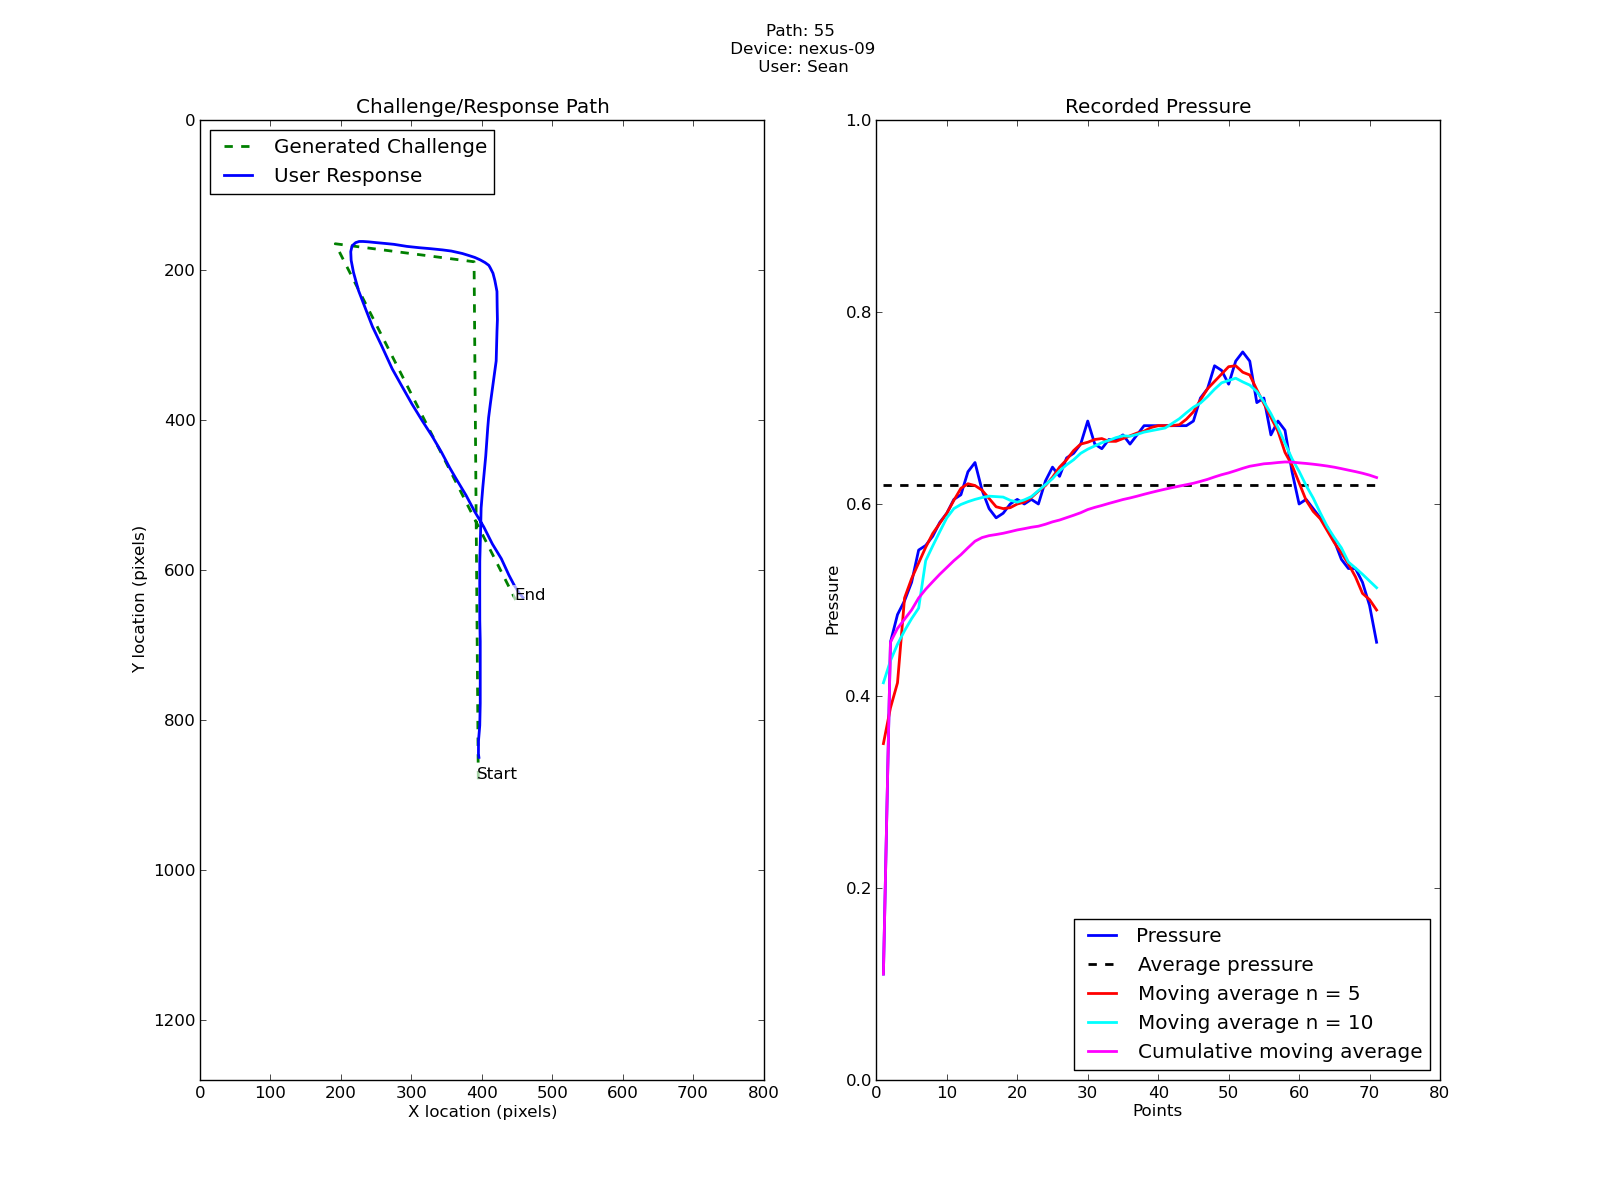 Path: 55
Device: nexus-09
User: Sean
Challenge/Response Path
Generated Challenge
User Response
0
200
400
600
800
1000
1200
Y location (pixels)
End
Start
0 100 200 300 400 500 600 700 800
X location (pixels)
Recorded Pressure
1.0
0.8
0.6
0.4
0.2
0.0
Pressure
Pressure
Average pressure
Moving average n = 5
Moving average n = 10
Cumulative moving average
0 10 20 30 40 50 60 70 80
Points